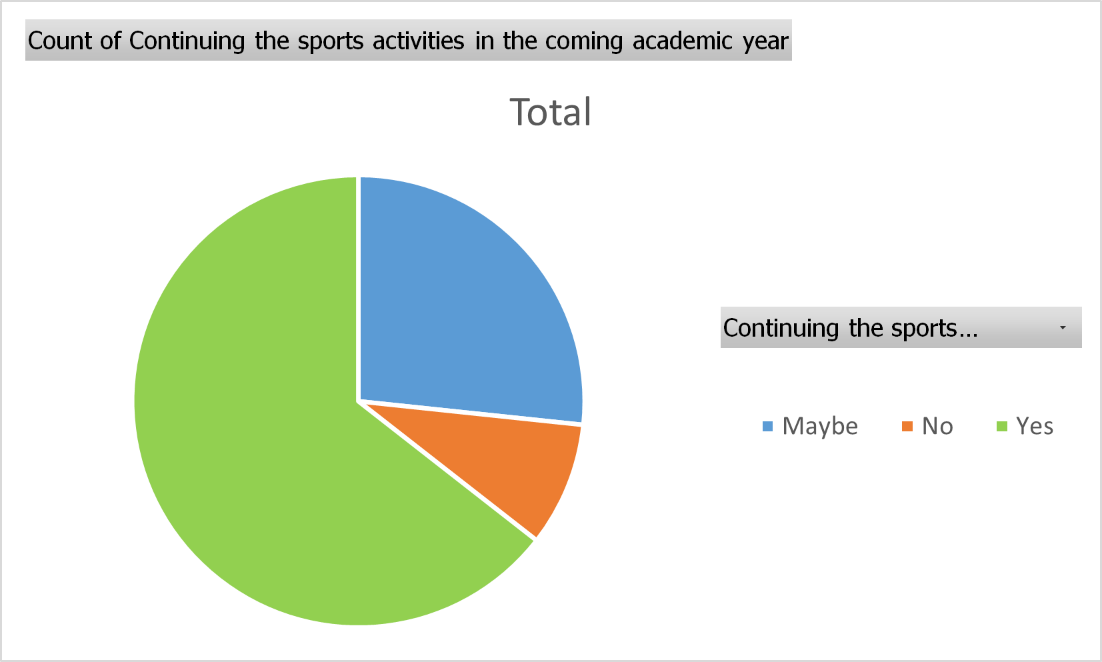 Count of Continuing the sports activities in the coming academic year
Total
Continuing the sports...
Maybe No Yes